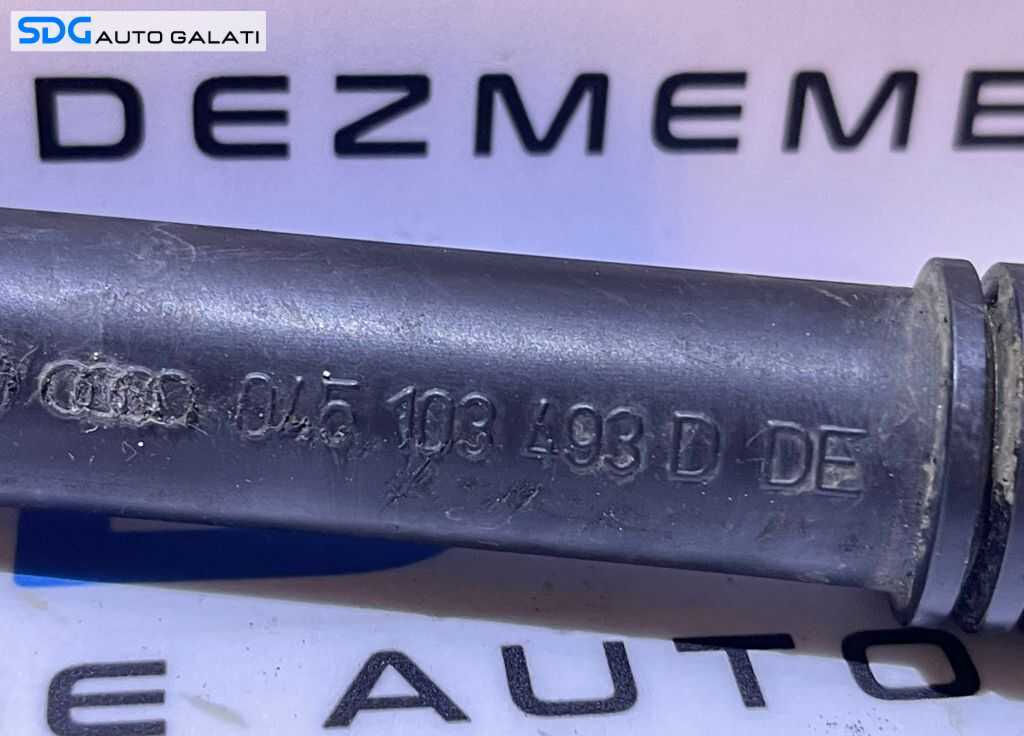 SDG AUTO GALATI
DEZMEME
045 103 493 D DE
E AUTO